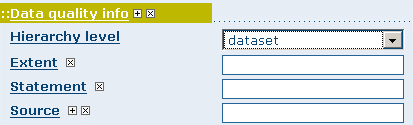 ::Data quality info
Hierarchy level dataset
Extent
Statement
Source